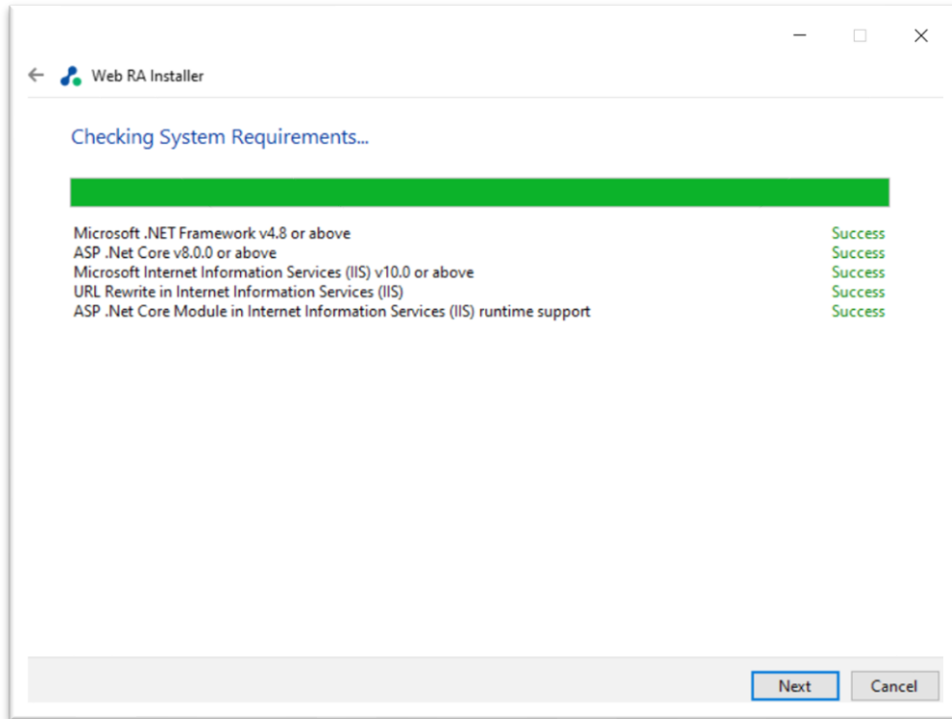 Web RA Installer
Checking System Requirements...
Microsoft .NET Framework v4.8 or above Success
ASP .Net Core v8.0.0 or above Success
Microsoft Internet Information Services (IIS) v10.0 or above Success
URL Rewrite in Internet Information Services (IIS) Success
ASP .Net Core Module in Internet Information Services (IIS) runtime support Success
Next Cancel